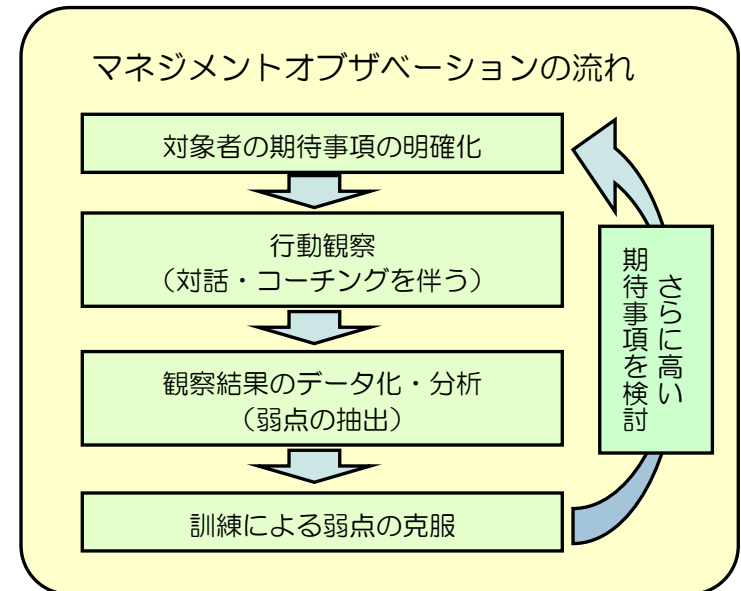 マネジメントオブザベーションの流れ
対象者の期待事項の明確化
行動観察
（対話・コーチングを伴う）
観察結果のデータ化・分析
（弱点の抽出）
訓練による弱点の克服
さらに高い
期待事項を検討